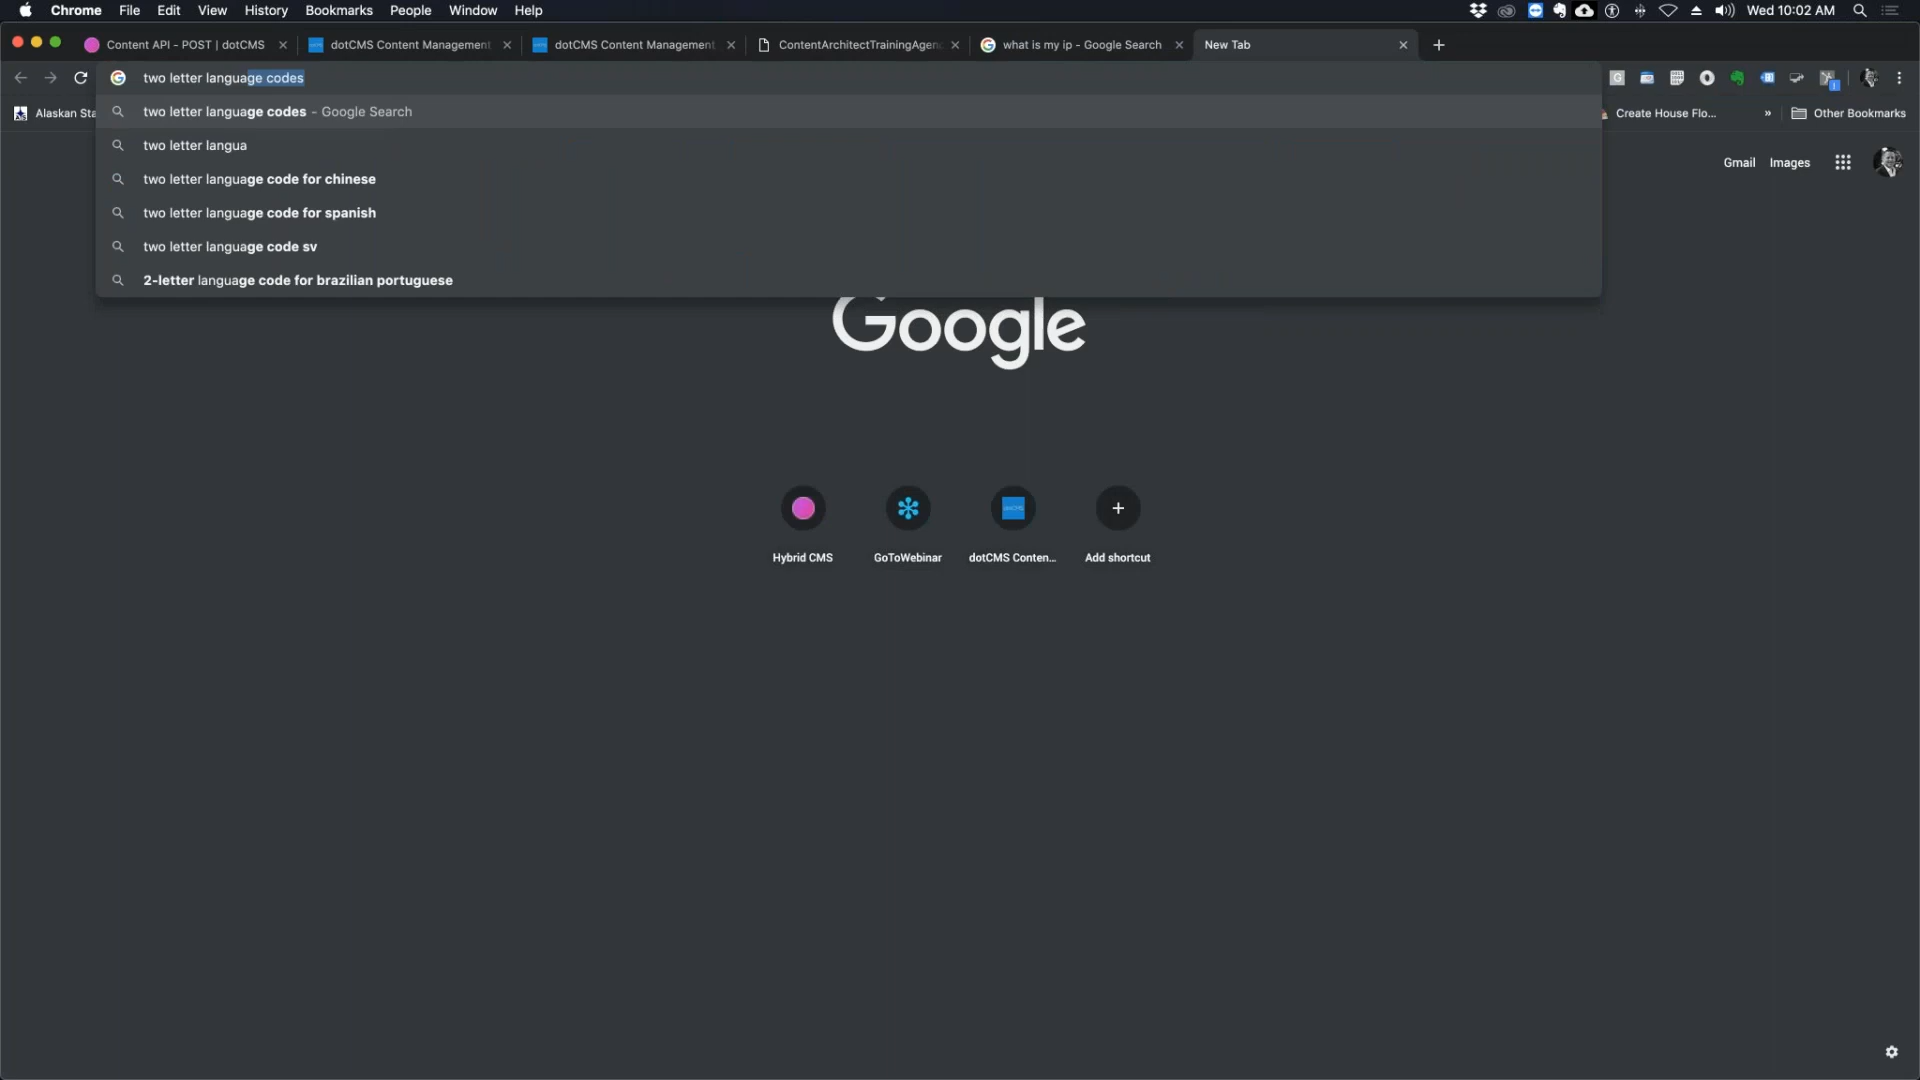 Chrome File Edit View History Bookmarks People Window Help Wed 10:02 AM
Content API - POST | dotCMS dotCMS Content Management dotCMS Content Management ContentArchitectTrainingAgen what is my ip - Google Search New Tab
two letter language codes
Alaskan Sta Create House Flo... » Other Bookmarks
two letter language codes - Google Search
two letter langua
two letter language code for chinese
two letter language code for spanish
two letter language code sv
2-letter language code for brazilian portuguese
Gmail Images
Google
Hybrid CMS GoToWebinar dotCMS Conten... Add shortcut